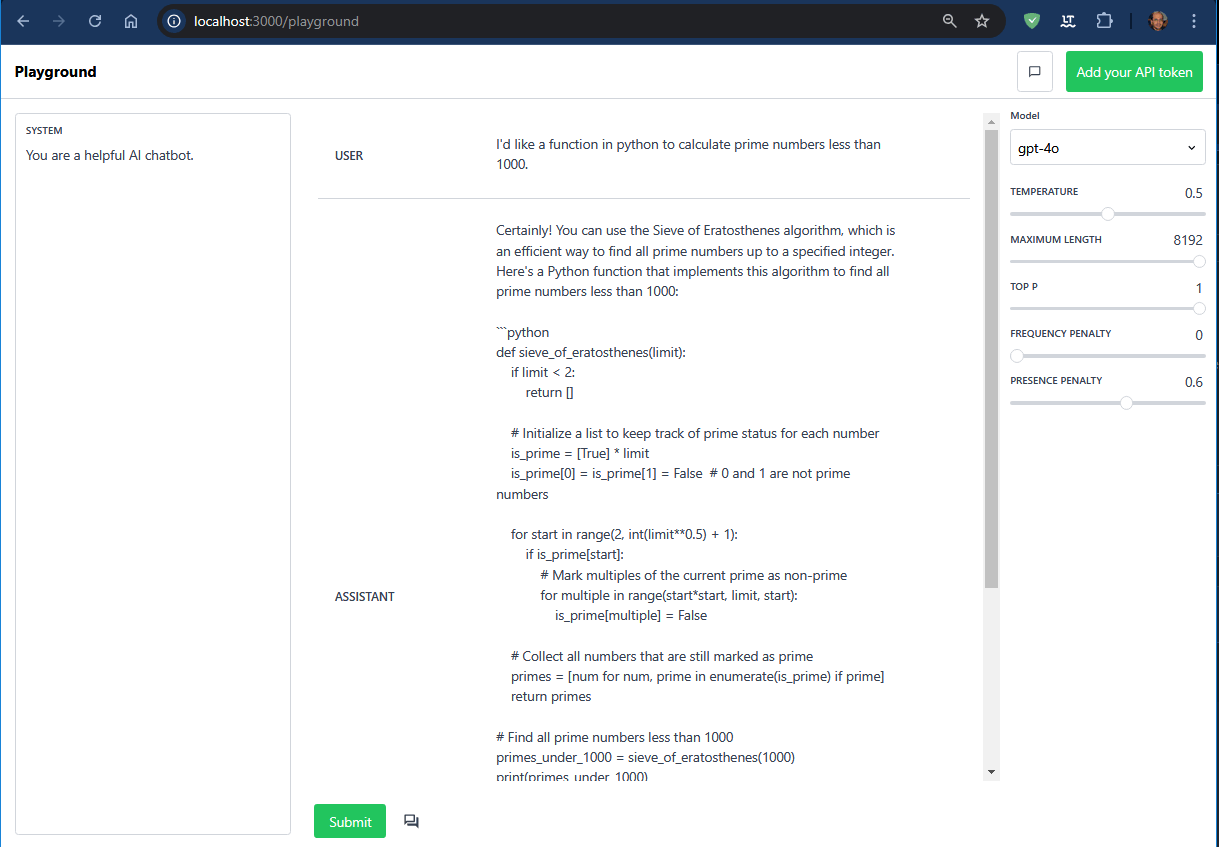 localhost:3000/playground
Playground
Add your API token
SYSTEM
You are a helpful AI chatbot.
USER
I'd like a function in python to calculate prime numbers less than
1000.
ASSISTANT
Certainly! You can use the Sieve of Eratosthenes algorithm, which is
an efficient way to find all prime numbers up to a specified integer.
Here's a Python function that implements this algorithm to find all
prime numbers less than 1000:
```python
def sieve_of_eratosthenes(limit):
    if limit < 2:
        return []
    # Initialize a list to keep track of prime status for each number
    is_prime = [True] * limit
    is_prime[0] = is_prime[1] = False  # 0 and 1 are not prime
numbers
    for start in range(2, int(limit**0.5) + 1):
        if is_prime[start]:
            # Mark multiples of the current prime as non-prime
            for multiple in range(start*start, limit, start):
                is_prime[multiple] = False
    # Collect all numbers that are still marked as prime
    primes = [num for num, prime in enumerate(is_prime) if prime]
    return primes
# Find all prime numbers less than 1000
primes_under_1000 = sieve_of_eratosthenes(1000)
print(primes_under_1000)
Submit
Model
gpt-4o
TEMPERATURE 0.5
MAXIMUM LENGTH 8192
TOP P 1
FREQUENCY PENALTY 0
PRESENCE PENALTY 0.6